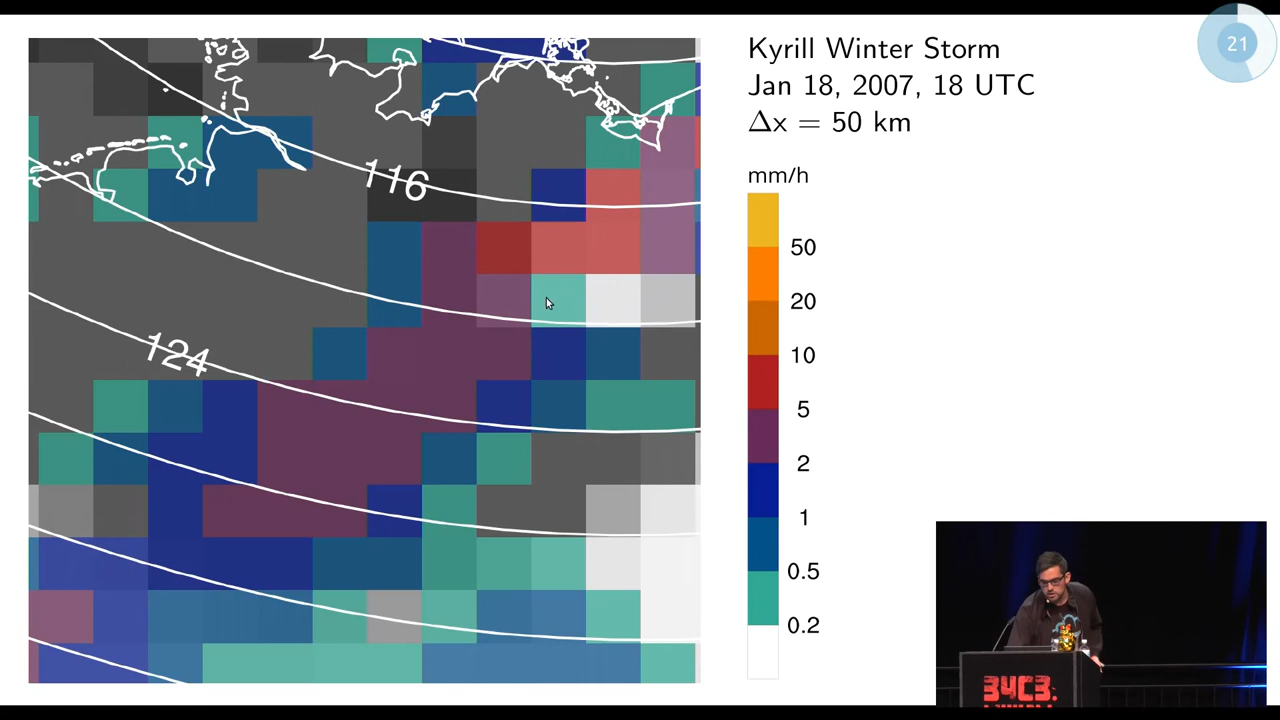 21
Kyrill Winter Storm
Jan 18, 2007, 18 UTC
Δx = 50 km
mm/h
50
20
10
5
2
1
0.5
0.2
116
124
34C3.